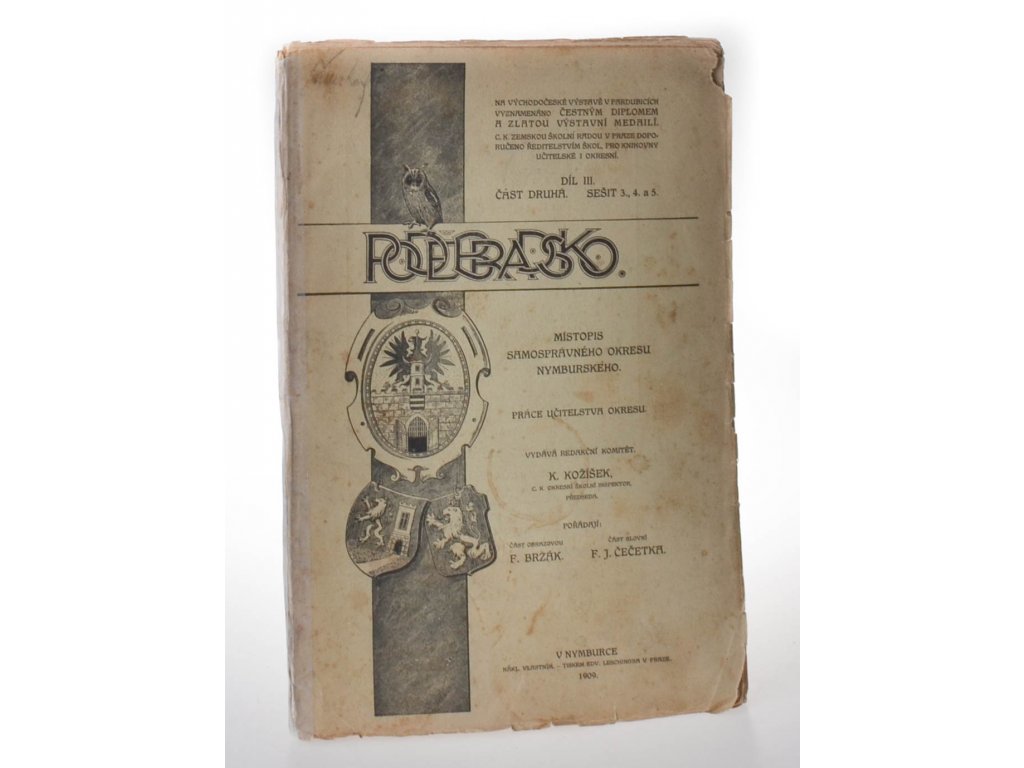 NA VÝCHODOČESKÉ VÝSTAVĚ V PARDUBICÍCH
VYZNAMENÁNO ČESTNÝM DIPLOMEM
A ZLATOU VÝSTAVNÍ MEDAILÍ.
C. K. ZEMSKOU ŠKOLNÍ RADOU V PRAZE DOPO-
RUČENO ŘEDITELSTVÍM ŠKOL, PRO KNIHOVNY
UČITELSKÉ I OKRESNÍ.
DÍL III.
ČÁST DRUHÁ. SEŠIT 3., 4. a 5.
PODĚBRADSKO.
MÍSTOPIS
SAMOSPRÁVNÉHO OKRESU
NYMBURSKÉHO.
PRÁCE UČITELSTVA OKRESU.
VYDÁVÁ REDAKČNÍ KOMITÉT.
K. KOŽÍŠEK,
C. K. OKRESNÍ ŠKOLNÍ INSPEKTOR,
PŘEDSEDA.
POŘÁDAJÍ:
ČÁST OBRAZOVOU
F. BRZÁK.
ČÁST SLOVNÍ
F. J. ČEČETKA.
V NYMBURCE
NÁKL. VLASTNÍM. – TISKEM EDV. LESCHINGRA V PRAZE.
1909.